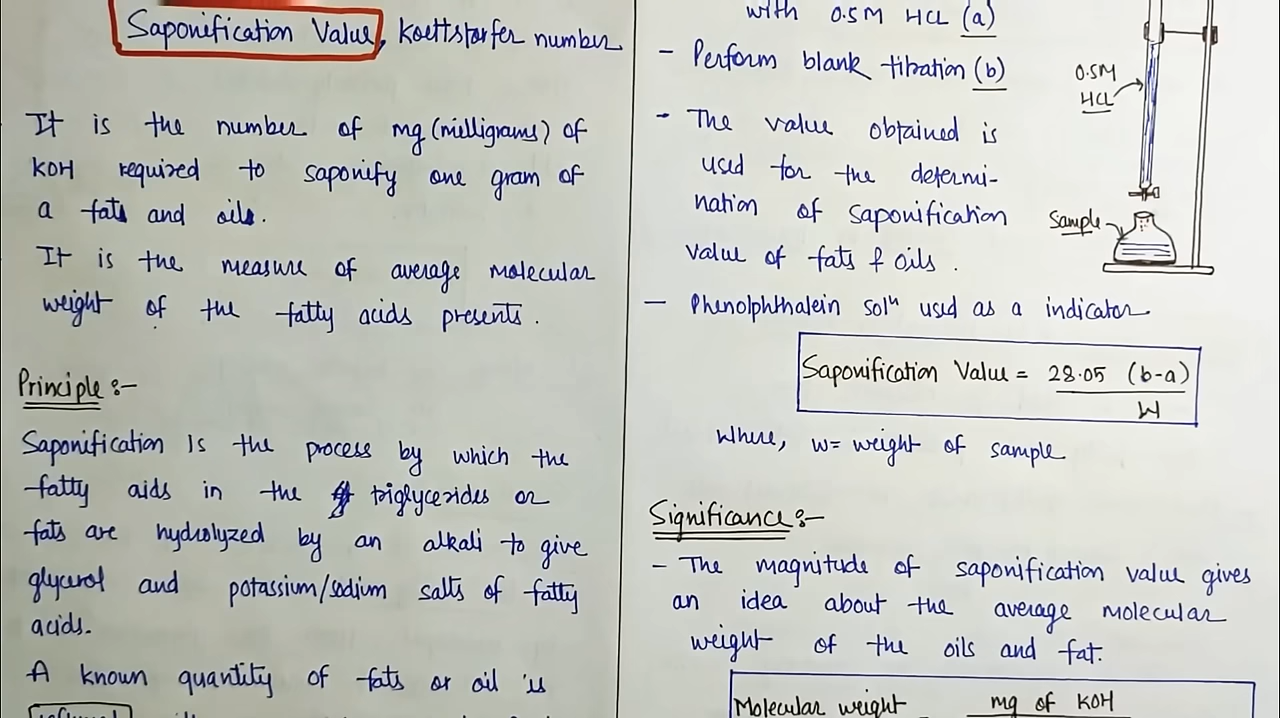 Saponification Value, Koettstorfer number
It is the number of mg (milligrams) of
KOH required to saponify one gram of
a fats and oils.
It is the measure of average molecular
weight of the fatty acids presents.
Principle :-
Saponification is the process by which the
fatty aids in the triglycerides or
fats are hydrolyzed by an alkali to give
glycerol and potassium/sodium salts of fatty
acids.
A known quantity of fats or oil is
with 0.5M HCL (a)
- Perform blank titration (b)
- The value obtained is
used for the determi-
nation of saponification
value of fats & oils.
- Phenolphthalein solⁿ used as a indicator
0.5M
HCL
Sample
Saponification Value = 28.05 (b-a)
W
Where, w= weight of sample
Significance :-
- The magnitude of saponification value gives
an idea about the average molecular
weight of the oils and fat.
Molecular weight mg of KOH